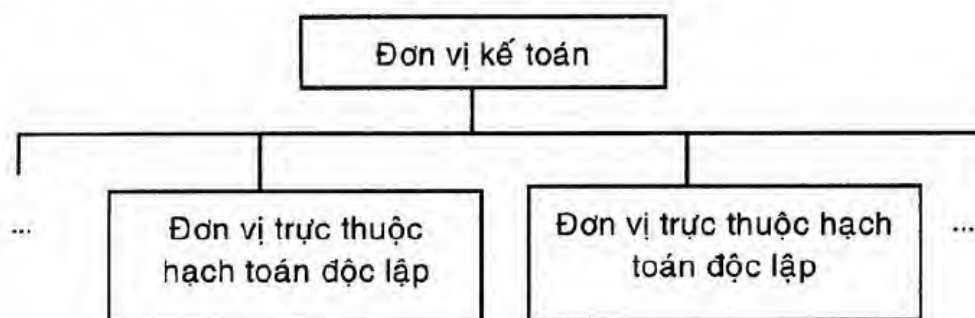 Đơn vị kế toán
... Đơn vị trực thuộc hạch toán độc lập
Đơn vị trực thuộc hạch toán độc lập ...